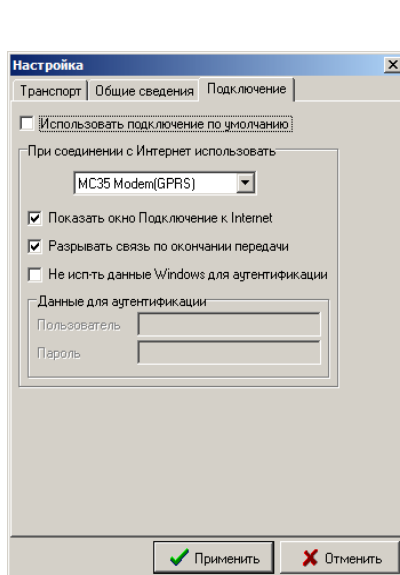 Настройка
Транспорт Общие сведения Подключение
Использовать подключение по умолчанию
При соединении с Интернет использовать
MC35 Modem(GPRS)
Показать окно Подключение к Internet
Разрывать связь по окончании передачи
Не исп-ть данные Windows для аутентификации
Данные для аутентификации
Пользователь
Пароль
Применить Отменить